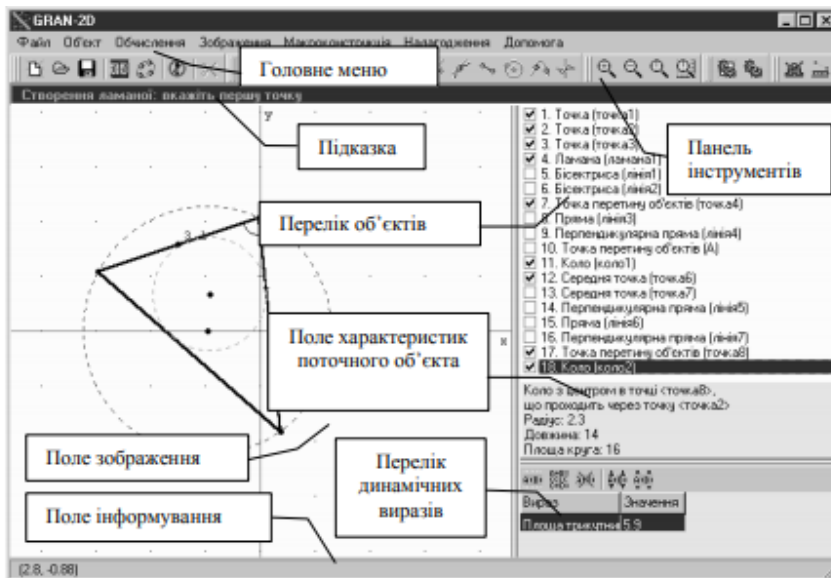 GRAN-2D
Файл Об'єкт Обчислення Зображення Макроконструкція Налагодження Допомога
Головне меню
Створення ламаної: вкажіть першу точку
Підказка
Панель
інструментів
Перелік об’єктів
Поле характеристик
поточного об’єкта
Поле зображення
Поле інформування
Перелік
динамічних
виразів
y
x
1. Точка (точка1)
2. Точка (точка2)
3. Точка (точка3)
4. Ламана (ламана1)
5. Бісектриса (лінія1)
6. Бісектриса (лінія2)
7. Точка перетину об'єктів (точка4)
8. Пряма (лінія3)
9. Перпендикулярна пряма (лінія4)
10. Точка перетину об'єктів (A)
11. Коло (коло1)
12. Середня точка (точка6)
13. Середня точка (точка7)
14. Перпендикулярна пряма (лінія5)
15. Пряма (лінія6)
16. Перпендикулярна пряма (лінія7)
17. Точка перетину об'єктів (точка8)
18. Коло (коло2)
Коло з центром в точці <точка8>,
що проходить через точку <точка2>
Радіус: 2.3
Довжина: 14
Площа круга: 16
Вираз Значення
Площа трикутни 5.9
(2.8, -0.88)